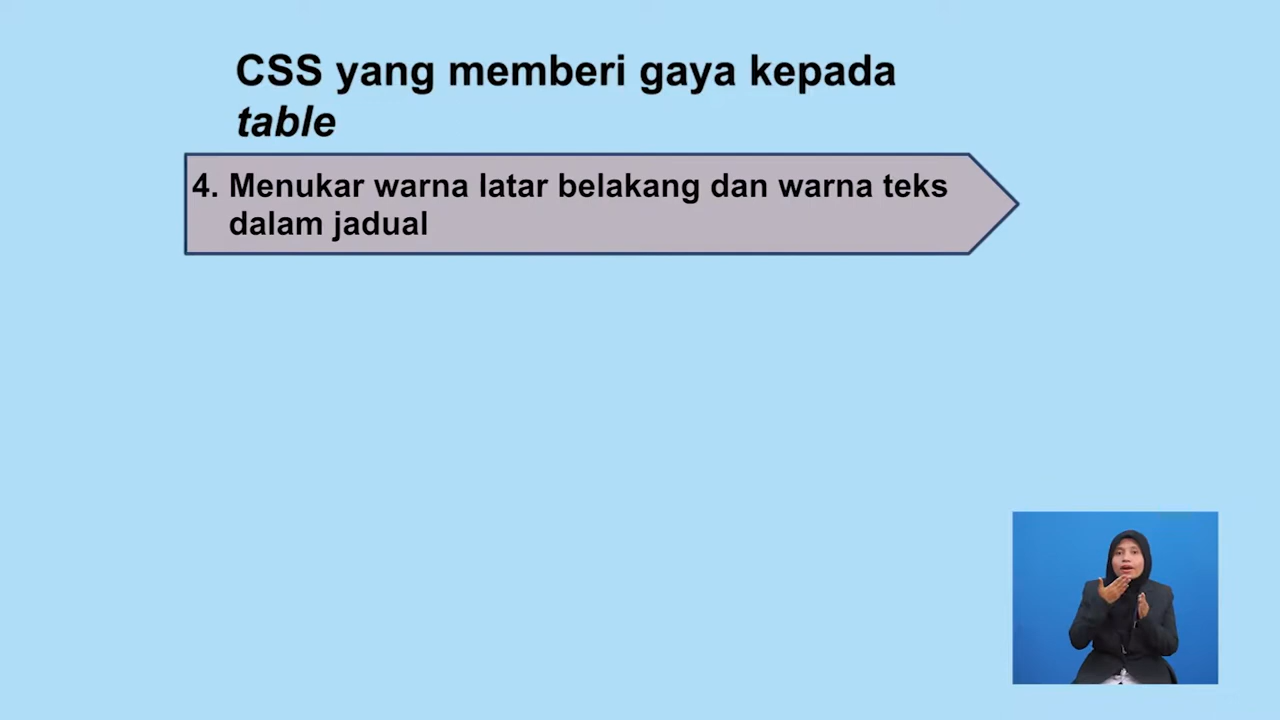 CSS yang memberi gaya kepada
table
4. Menukar warna latar belakang dan warna teks
dalam jadual